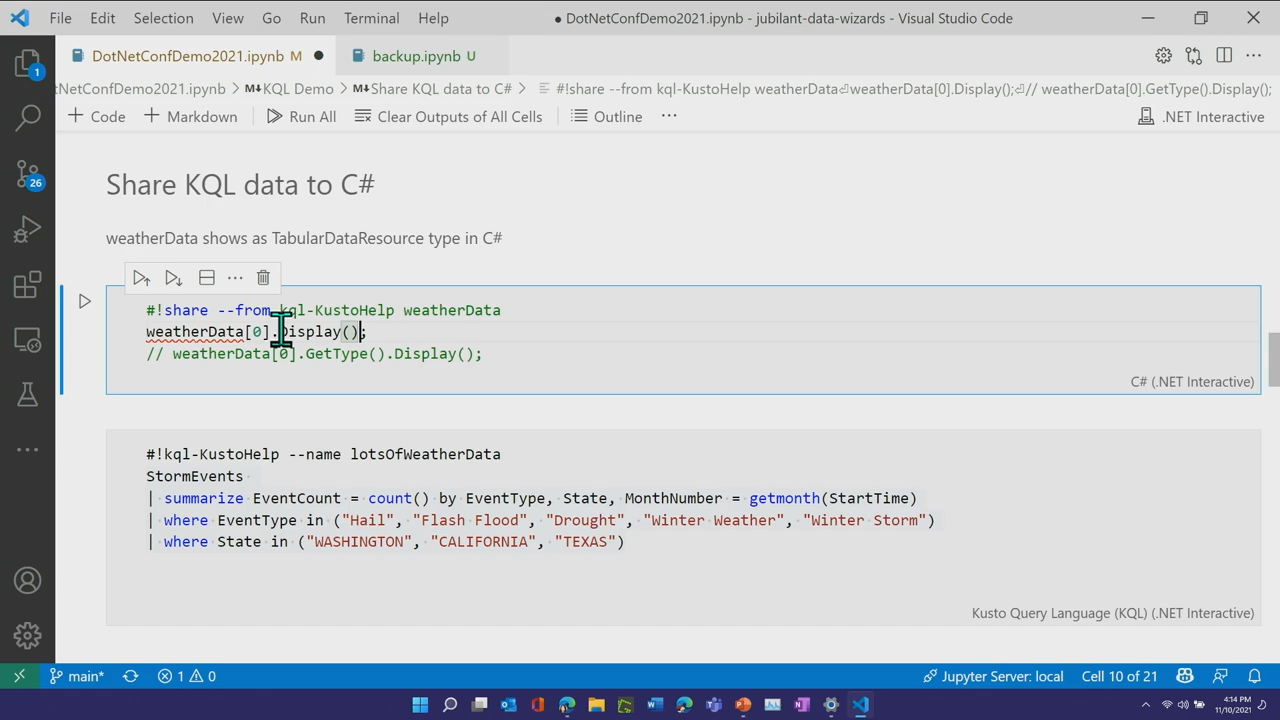 File Edit Selection View Go Run Terminal Help
● DotNetConfDemo2021.ipynb - jubilant-data-wizards - Visual Studio Code
DotNetConfDemo2021.ipynb M ●
backup.ipynb U
tNetConfDemo2021.ipynb > M↓KQL Demo > M↓Share KQL data to C# > #!share --from kql-KustoHelp weatherData⏎weatherData[0].Display();⏎// weatherData[0].GetType().Display();
+ Code + Markdown Run All Clear Outputs of All Cells Outline ··· .NET Interactive
Share KQL data to C#
weatherData shows as TabularDataResource type in C#
#!share --from kql-KustoHelp weatherData
weatherData[0].Display();
// weatherData[0].GetType().Display();
C# (.NET Interactive)
#!kql-KustoHelp --name lotsOfWeatherData
StormEvents
| summarize EventCount = count() by EventType, State, MonthNumber = getmonth(StartTime)
| where EventType in ("Hail", "Flash Flood", "Drought", "Winter Weather", "Winter Storm")
| where State in ("WASHINGTON", "CALIFORNIA", "TEXAS")
Kusto Query Language (KQL) (.NET Interactive)
1
26
main* 1 0 Jupyter Server: local Cell 10 of 21
4:14 PM
11/10/2021